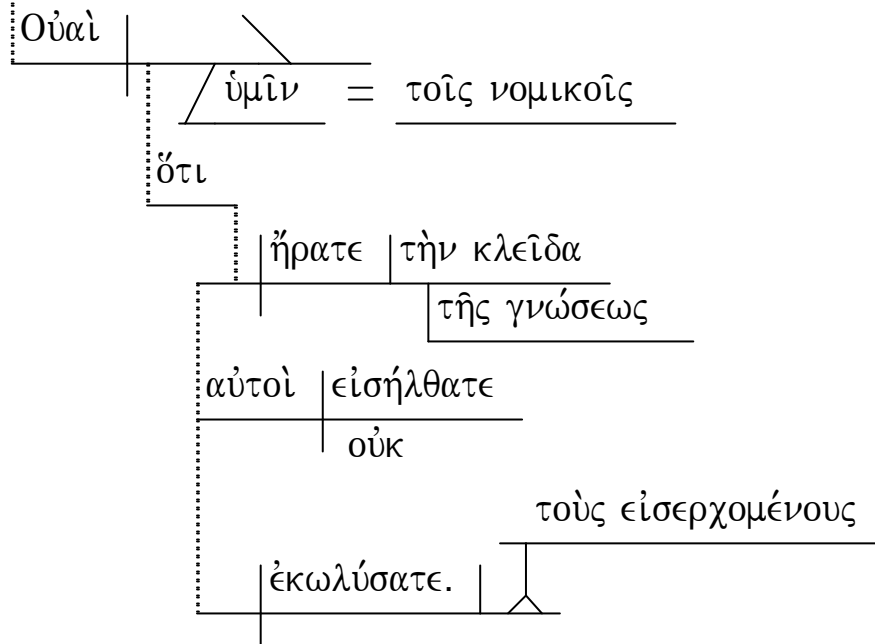 Οὐαὶ
ὑμῖν = τοῖς νομικοῖς
ὅτι
ἤρατε τὴν κλεῖδα
τῆς γνώσεως
αὐτοὶ εἰσήλθατε
οὐκ
τοὺς εἰσερχομένους
ἐκωλύσατε.